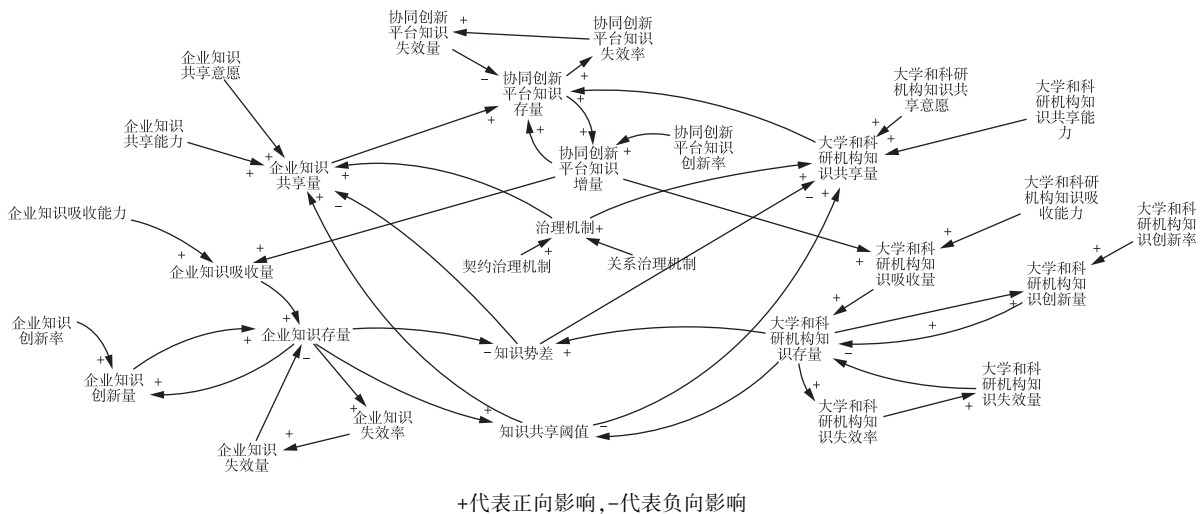 协同创新
平台知识
失效量
+
协同创新
平台知识
失效率
企业知识
共享意愿
−
协同创新
平台知识
存量
+
+
大学和科研
机构知识共
享意愿
大学和科
研机构知
识共享能
力
企业知识
共享能力
+
+
+
+
协同创新
平台知识
创新率
+
+
+
大学和科
研机构知
识共享量
+
+
企业知识
共享量
+
协同创新
平台知识
增量
+
−
+
+
−
大学和科研
机构知识吸
收能力
企业知识吸收能力
治理机制
+
+
大学和科
研机构知
识创新率
+
+
+
契约治理机制
+
关系治理机制
大学和科
研机构知
识吸收量
+
+
企业知识吸收量
大学和科
研机构知
识创新量
+
+
企业知识
创新率
+
+
企业知识存量
−
−
知识势差
+
大学和科
研机构知
识存量
+
−
+
企业知识
创新量
+
大学和科
研机构知
识失效量
+
+
+
企业知识
失效率
+
知识共享阈值
−
+
大学和科
研机构知
识失效率
+
企业知识
失效量
+代表正向影响,−代表负向影响